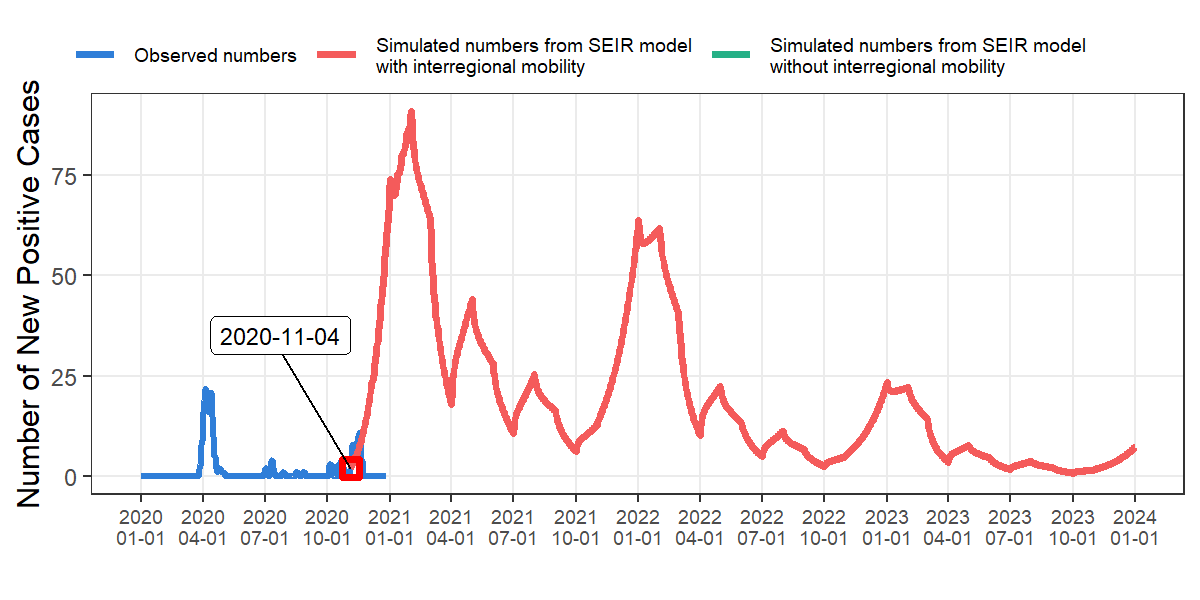 Observed numbers
Simulated numbers from SEIR model
with interregional mobility
Simulated numbers from SEIR model
without interregional mobility
Number of New Positive Cases
75
50
25
0
2020-11-04
2020 2020 2020 2020 2021 2021 2021 2021 2022 2022 2022 2022 2023 2023 2023 2023 2024
01-01 04-01 07-01 10-01 01-01 04-01 07-01 10-01 01-01 04-01 07-01 10-01 01-01 04-01 07-01 10-01 01-01